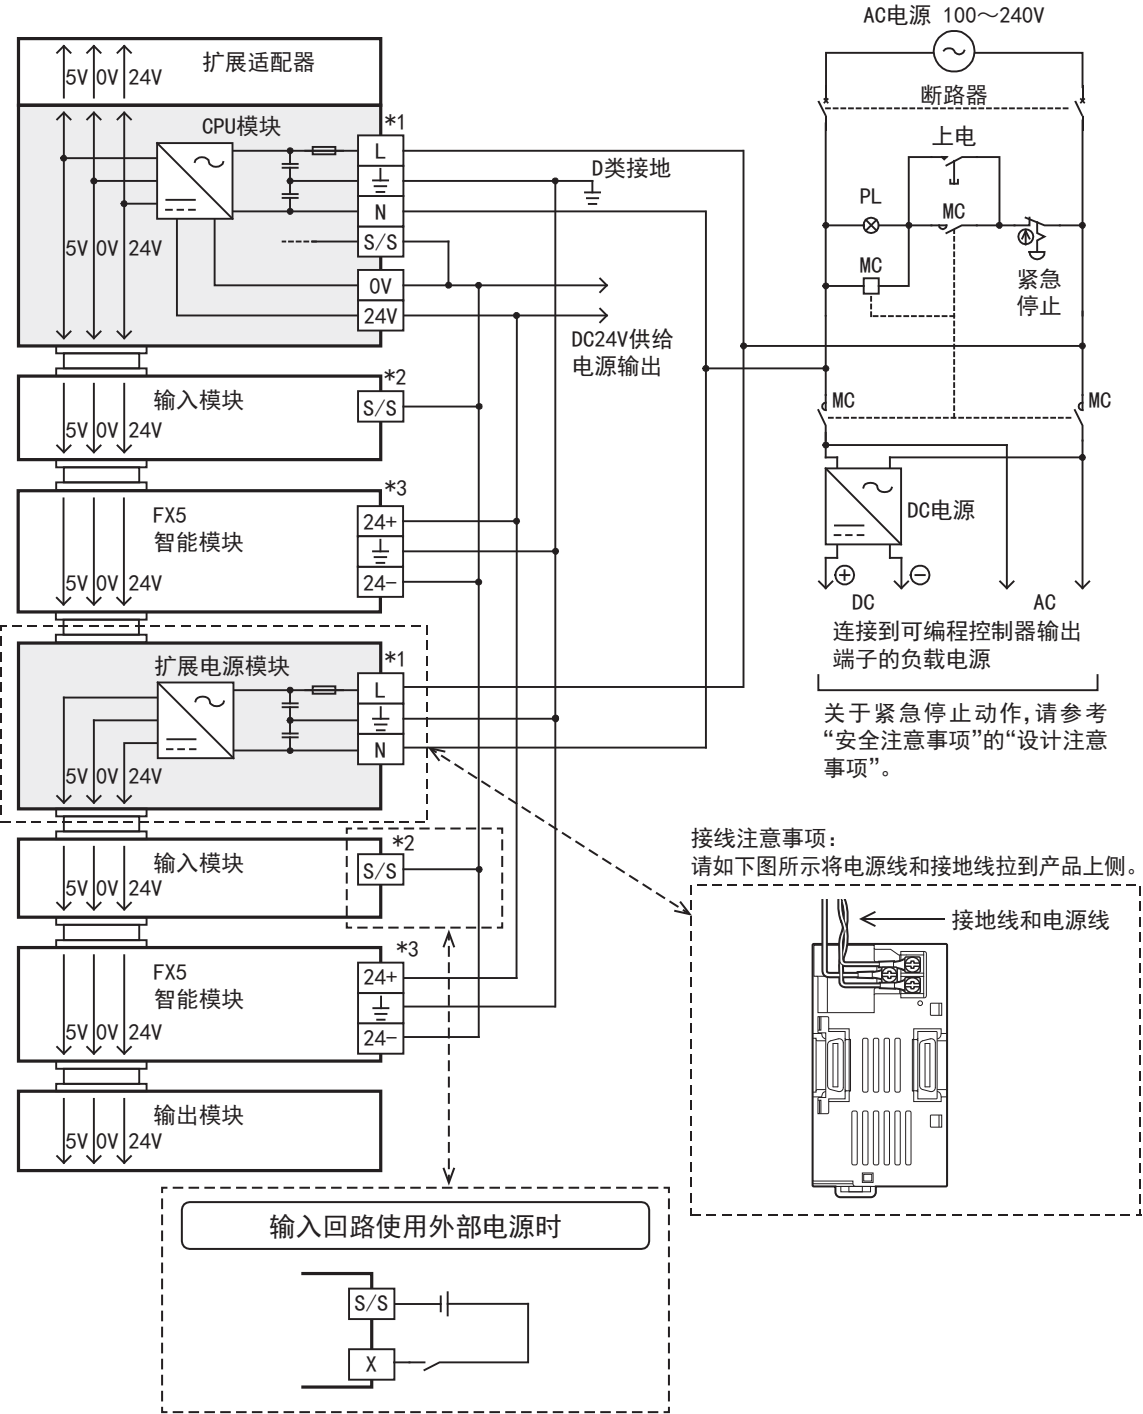 AC电源 100～240V
断路器
上电
PL
MC
MC
紧急
停止
MC
MC
DC电源
DC
AC
连接到可编程控制器输出
端子的负载电源
关于紧急停止动作,请参考
“安全注意事项”的“设计注意
事项”。
5V 0V 24V
扩展适配器
CPU模块
*1
L
N
S/S
0V
24V
5V 0V 24V
D类接地
DC24V供给
电源输出
输入模块
*2
S/S
5V 0V 24V
FX5
智能模块
*3
24+
24-
5V 0V 24V
扩展电源模块
*1
L
N
5V 0V 24V
输入模块
*2
S/S
5V 0V 24V
FX5
智能模块
*3
24+
24-
5V 0V 24V
输出模块
5V 0V 24V
接线注意事项:
请如下图所示将电源线和接地线拉到产品上侧。
接地线和电源线
输入回路使用外部电源时
S/S
X